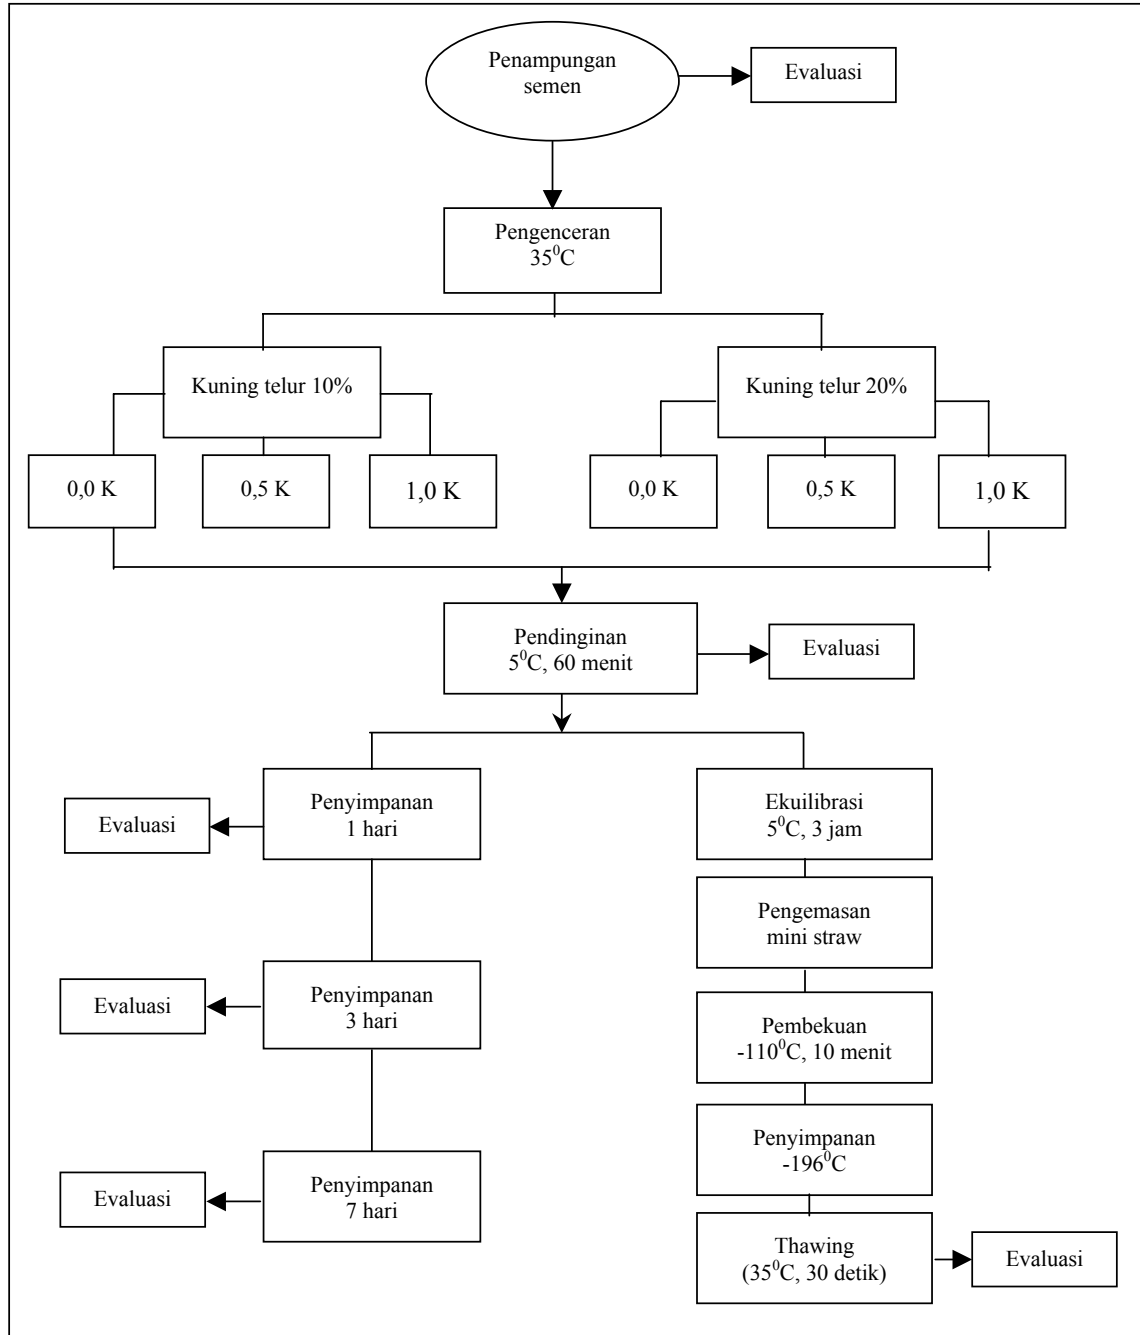 Penampungan
semen
Evaluasi
Pengenceran
35⁰C
Kuning telur 10%
Kuning telur 20%
0,0 K
0,5 K
1,0 K
0,0 K
0,5 K
1,0 K
Pendinginan
5⁰C, 60 menit
Evaluasi
Penyimpanan
1 hari
Evaluasi
Penyimpanan
3 hari
Evaluasi
Penyimpanan
7 hari
Evaluasi
Ekuilibrasi
5⁰C, 3 jam
Pengemasan
mini straw
Pembekuan
-110⁰C, 10 menit
Penyimpanan
-196⁰C
Thawing
(35⁰C, 30 detik)
Evaluasi